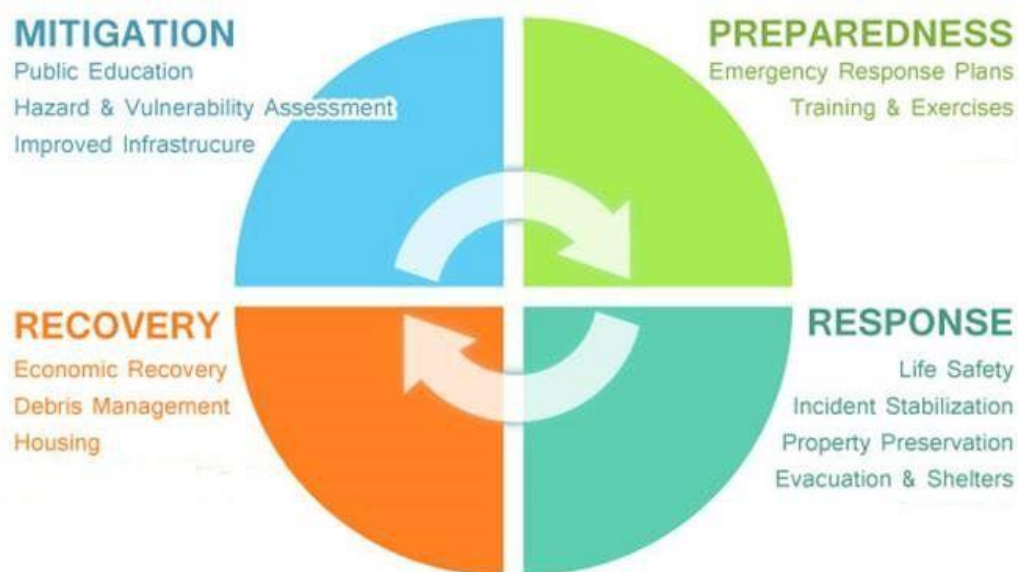 MITIGATION
Public Education
Hazard & Vulnerability Assessment
Improved Infrastrucure
PREPAREDNESS
Emergency Response Plans
Training & Exercises
RECOVERY
Economic Recovery
Debris Management
Housing
RESPONSE
Life Safety
Incident Stabilization
Property Preservation
Evacuation & Shelters